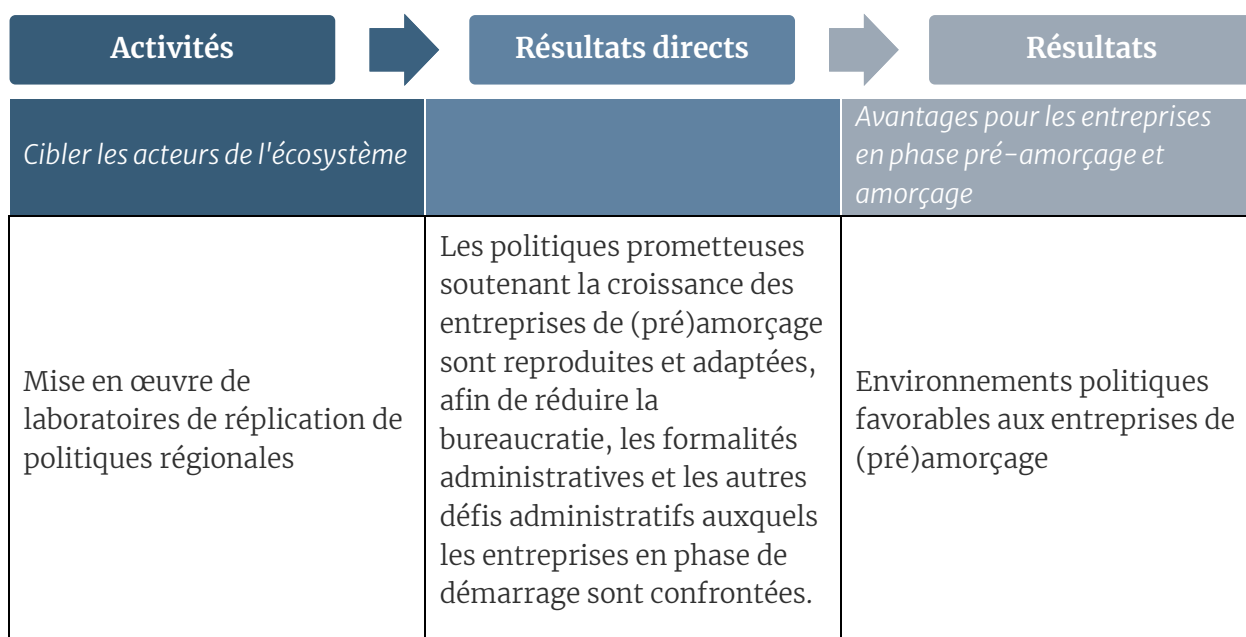 Activités
Résultats directs
Résultats
Cibler les acteurs de l'écosystème
Avantages pour les entreprises
en phase pré-amorçage et
amorçage
Mise en œuvre de
laboratoires de réplication de
politiques régionales
Les politiques prometteuses
soutenant la croissance des
entreprises de (pré)amorçage
sont reproduites et adaptées,
afin de réduire la
bureaucratie, les formalités
administratives et les autres
défis administratifs auxquels
les entreprises en phase de
démarrage sont confrontées.
Environnements politiques
favorables aux entreprises de
(pré)amorçage